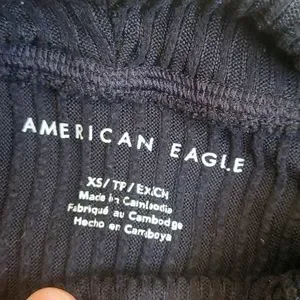 AMERICAN EAGLE
XS/TP/EXCH
Made in Cambodia
Fabriqué au Cambodge
Hecho en Camboya